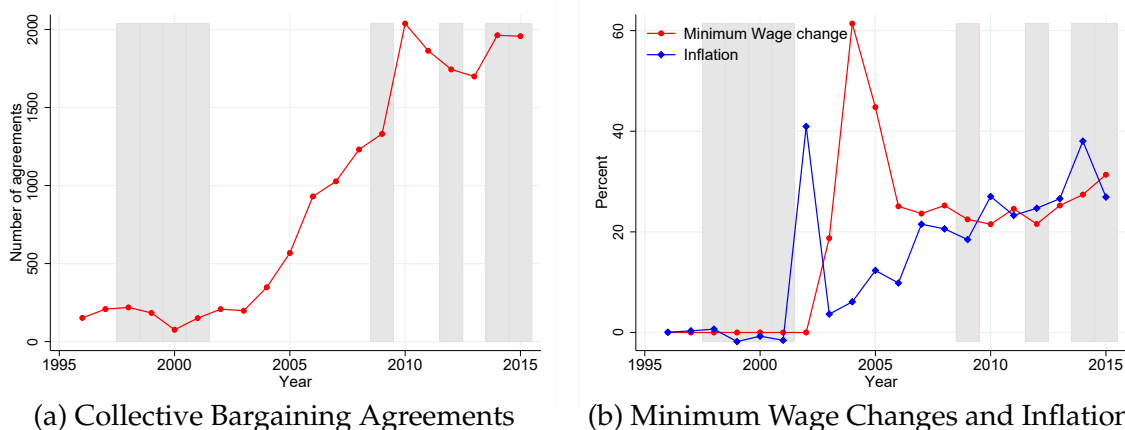 Number of agreements
2000
1500
1000
500
0
1995 2000 2005 2010 2015
Year
(a) Collective Bargaining Agreements
Minimum Wage change
Inflation
Percent
60
40
20
0
1995 2000 2005 2010 2015
Year
(b) Minimum Wage Changes and Inflation